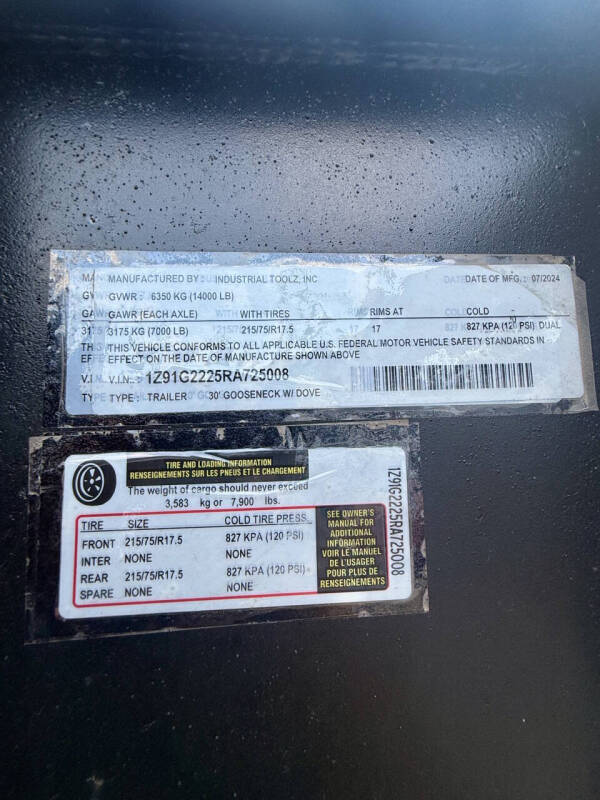 MANUFACTURED BY: INDUSTRIAL TOOLZ, INC DATE OF MFG.: 07/2024
GVWR : 6350 KG (14000 LB)
GAWR (EACH AXLE) WITH TIRES RIMS AT COLD
3175 KG (7000 LB) 215/75/R17.5 17 827 KPA (120 PSI) DUAL
THIS VEHICLE CONFORMS TO ALL APPLICABLE U.S. FEDERAL MOTOR VEHICLE SAFETY STANDARDS IN
EFFECT ON THE DATE OF MANUFACTURE SHOWN ABOVE
V.I.N.: 1Z91G2225RA725008
TYPE : TRAILER 30' GOOSENECK W/ DOVE
TIRE AND LOADING INFORMATION
RENSEIGNEMENTS SUR LES PNEUS ET LE CHARGEMENT
The weight of cargo should never exceed
3,583 kg or 7,900 lbs.
TIRE SIZE COLD TIRE PRESS.
FRONT 215/75/R17.5 827 KPA (120 PSI)
INTER NONE NONE
REAR 215/75/R17.5 827 KPA (120 PSI)
SPARE NONE NONE
SEE OWNER'S
MANUAL FOR
ADDITIONAL
INFORMATION
VOIR LE MANUEL
DE L'USAGER
POUR PLUS DE
RENSEIGNEMENTS
1Z91G2225RA725008